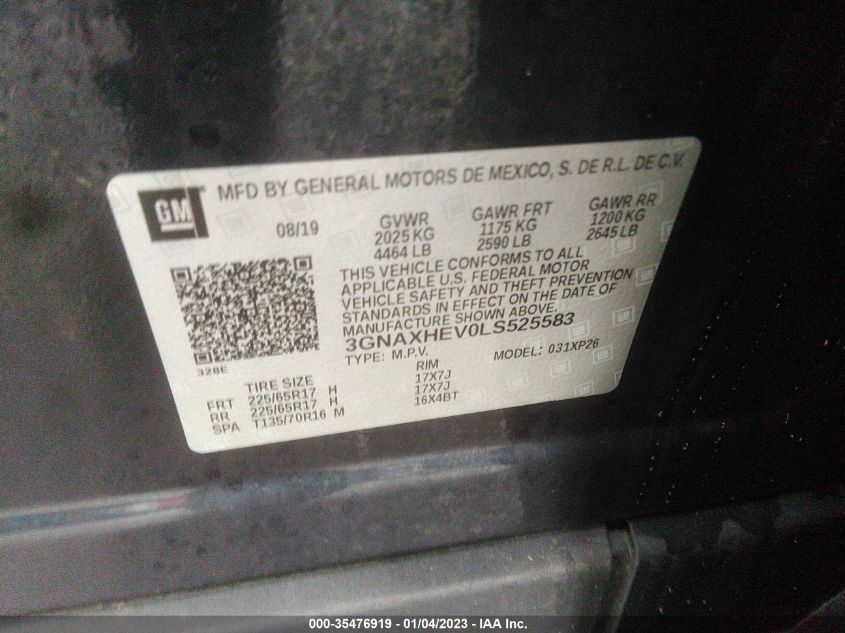 GM
MFD BY GENERAL MOTORS DE MEXICO, S. DE R.L. DE C.V.
08/19
GVWR
2025 KG
4464 LB
GAWR FRT
1175 KG
2590 LB
GAWR RR
1200 KG
2645 LB
THIS VEHICLE CONFORMS TO ALL
APPLICABLE U.S. FEDERAL MOTOR
VEHICLE SAFETY AND THEFT PREVENTION
STANDARDS IN EFFECT ON THE DATE OF
MANUFACTURE SHOWN ABOVE.
3GNAXHEV0LS525583
TYPE: M.P.V. MODEL: 031XP26
328E
TIRE SIZE RIM
FRT 225/65R17 H 17X7J
RR 225/65R17 H 17X7J
SPA T135/70R16 M 16X4BT
000-35476919 - 01/04/2023 - IAA Inc.